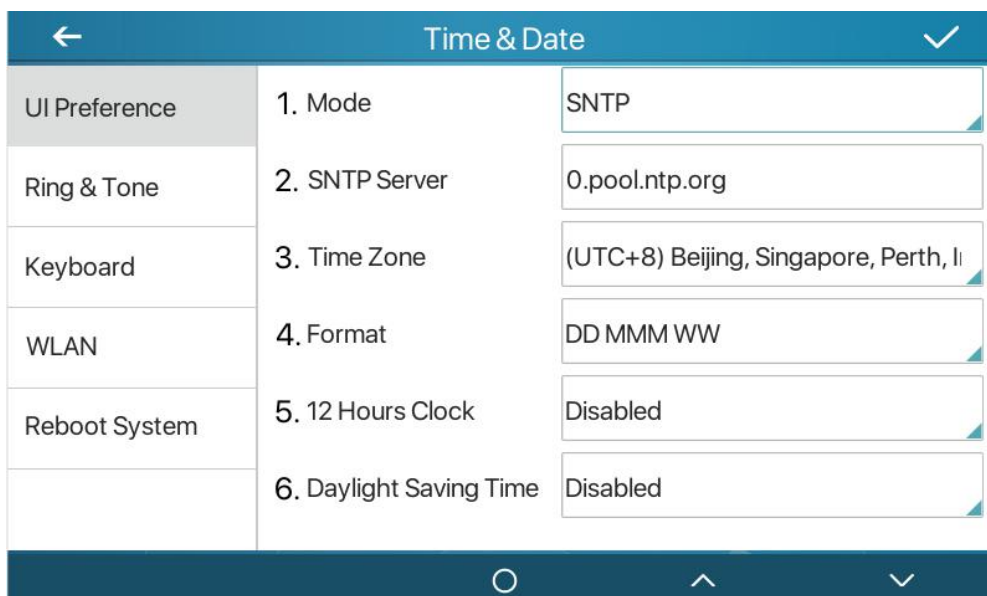 Time & Date
UI Preference
Ring & Tone
Keyboard
WLAN
Reboot System
1. Mode SNTP
2. SNTP Server 0.pool.ntp.org
3. Time Zone (UTC+8) Beijing, Singapore, Perth,
4. Format DD MMM WW
5. 12 Hours Clock Disabled
6. Daylight Saving Time Disabled